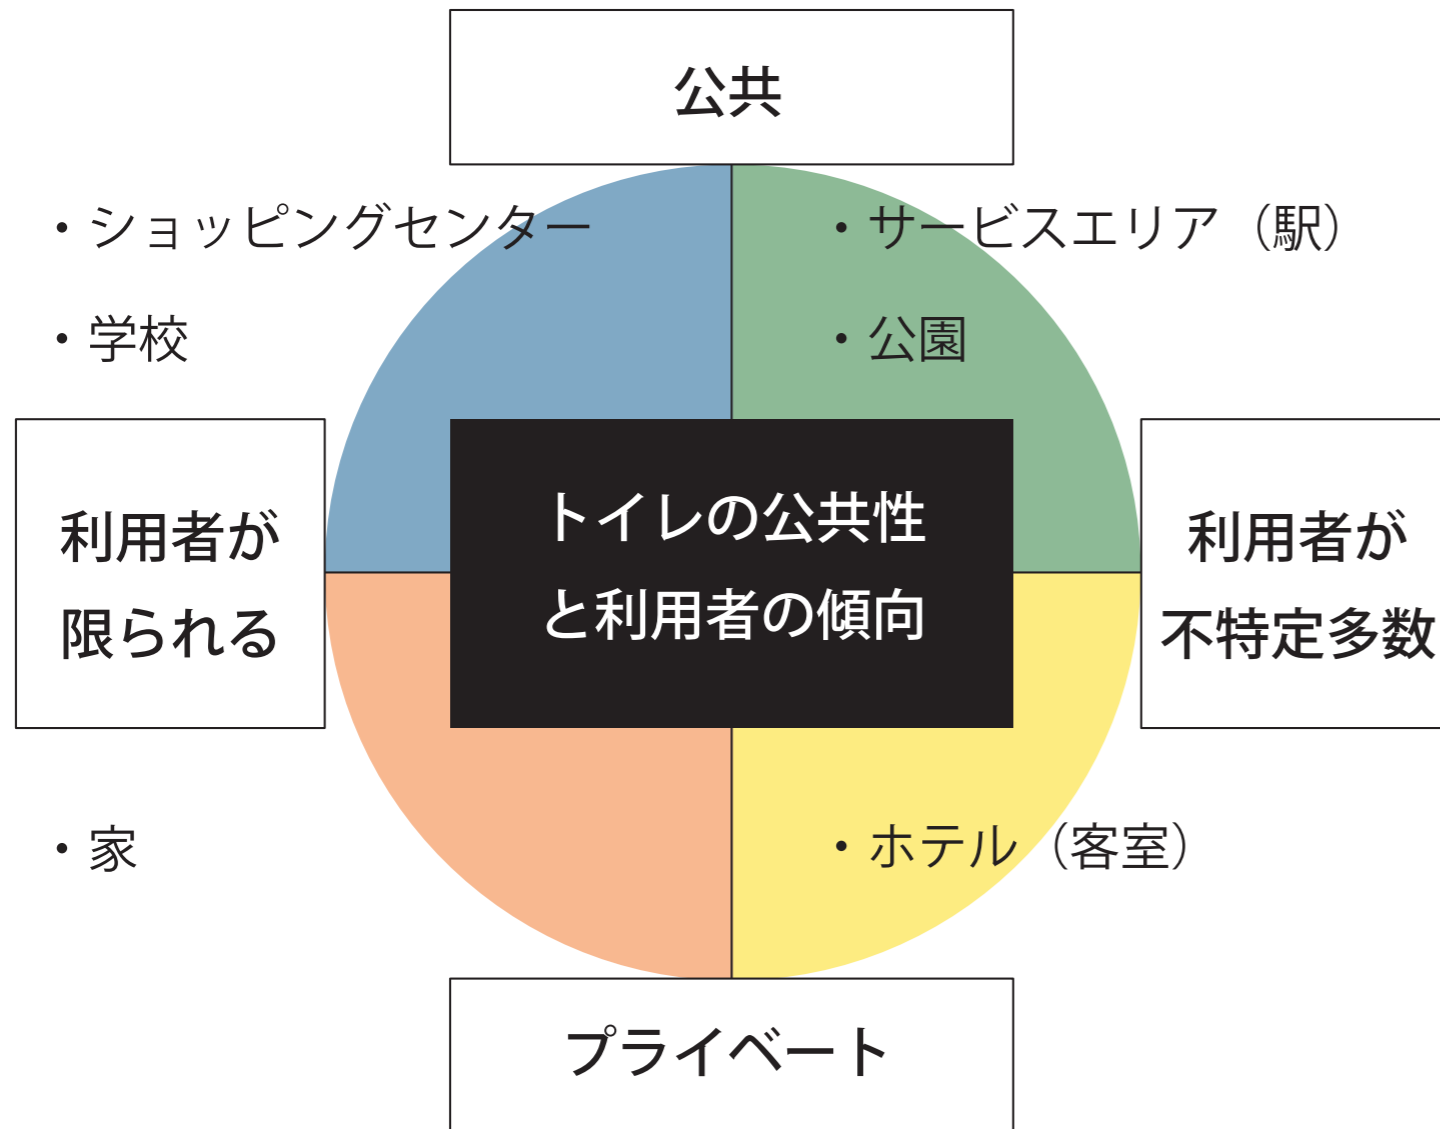 公共
・ショッピングセンター
・サービスエリア（駅）
・学校
・公園
利用者が
限られる
トイレの公共性
と利用者の傾向
利用者が
不特定多数
・家
・ホテル（客室）
プライベート